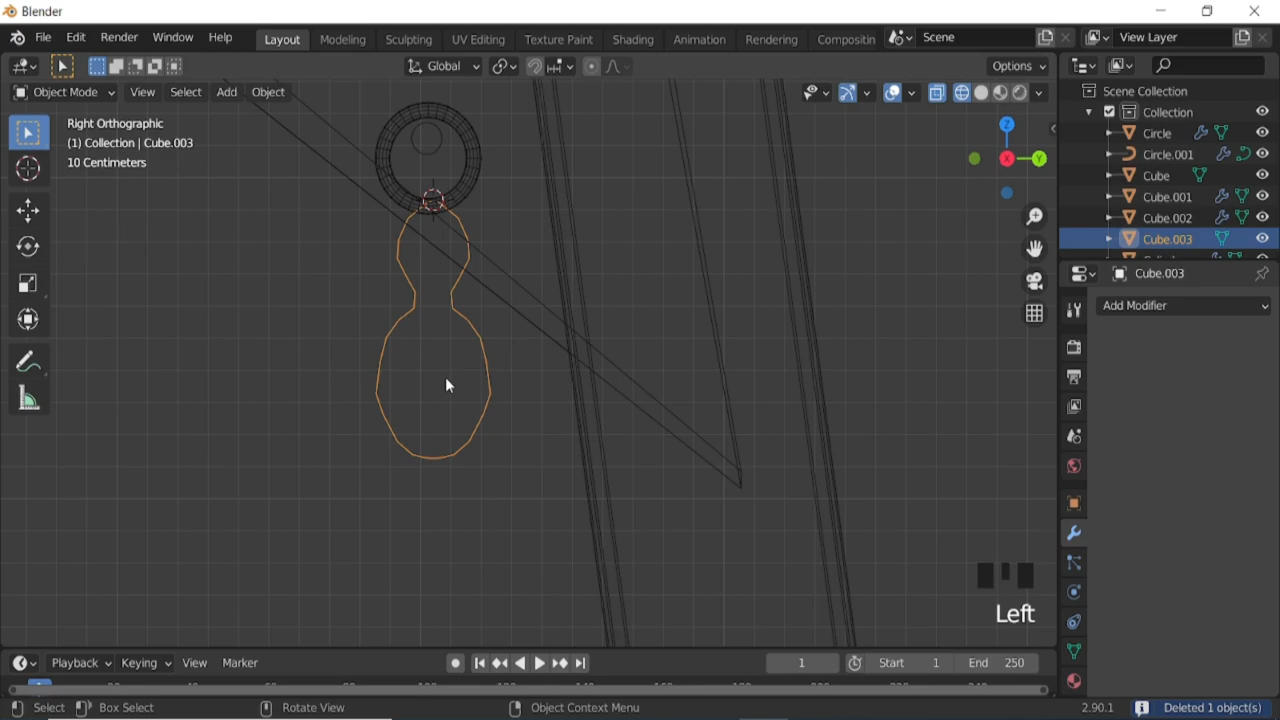 Blender
File Edit Render Window Help Layout Modeling Sculpting UV Editing Texture Paint Shading Animation Rendering Compositin Scene View Layer
Global Options
Object Mode View Select Add Object
Right Orthographic
(1) Collection | Cube.003
10 Centimeters
Z
X
Y
Scene Collection
Collection
Circle
Circle.001
Cube
Cube.001
Cube.002
Cube.003
Cube.003
Add Modifier
Left
Playback Keying View Marker 1 Start 1 End 250
Select Box Select Rotate View Object Context Menu 2.90.1 Deleted 1 object(s)